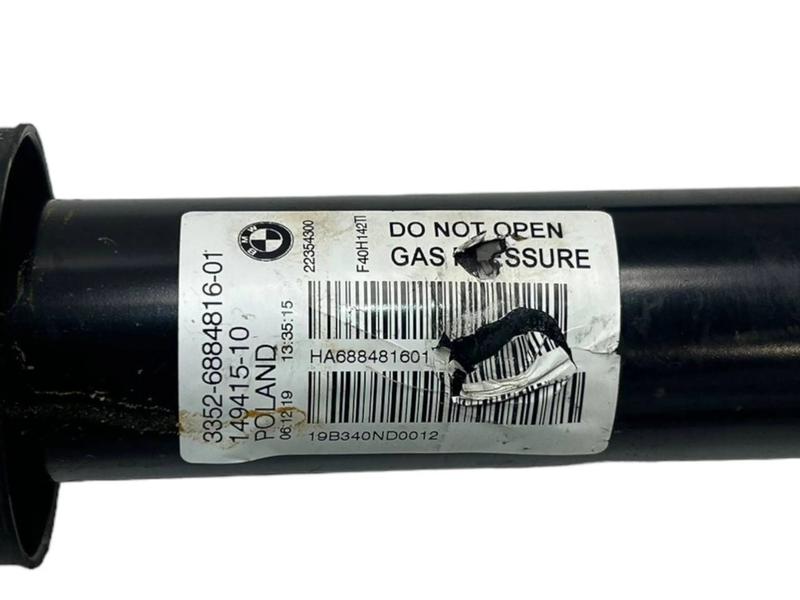 DO NOT OPEN
GAS
HA688481601
19B340ND0012
3352-6884816-01
149415-10
POLAND
06:12:19 13:35:15
22354300
F40H142TI
BMW